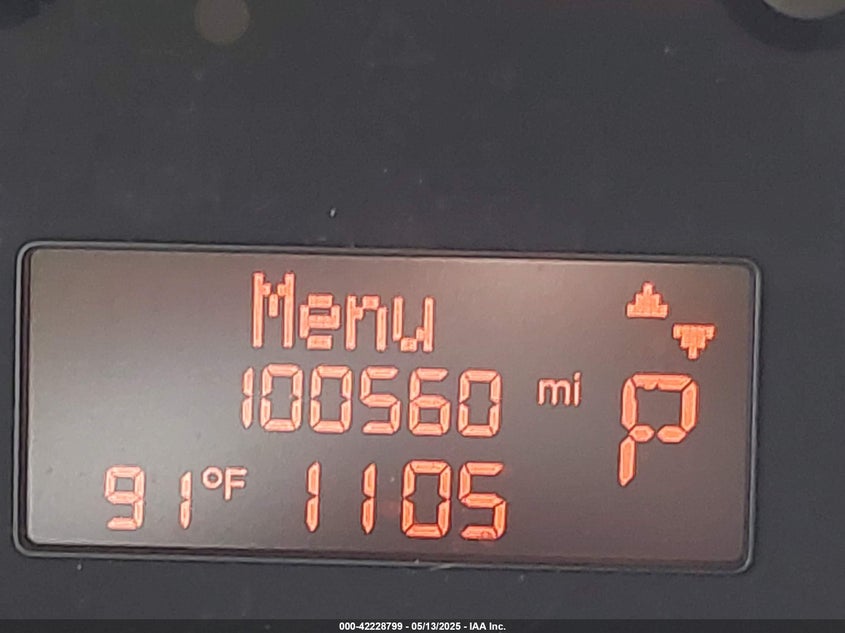 Menu
100560 mi P
91°F 1105
000-42228799 - 05/13/2025 - IAA Inc.